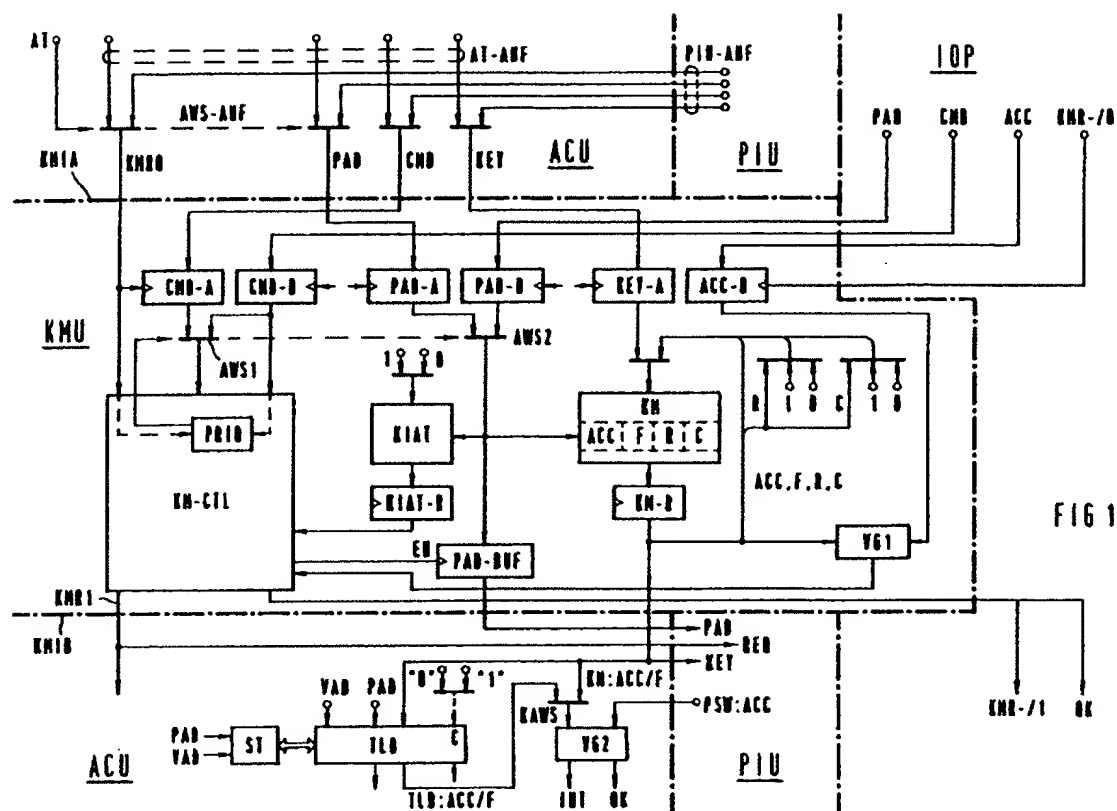 AT
AT-ANF
PIU-ANF
IOP
AWS-ANF
PAD CMD ACC KMR-/0
KMIA
KMR0
PAD
CMD
KEY
ACU
PIU
CMD-A
CMD-B
PAD-A
PAD-B
KEY-A
ACC-B
KMU
AWS1
AWS2
1 0
PRIO
KM-CTL
KIAT
KM
ACC F R C
R 1 0 C 1 0
KIAT-R
KM-R
ACC,F,R,C
FIG 1
EN
PAD-BUF
VG1
KMR1
KMIB
PAD
REQ
KEY
VAD PAD "0" "1"
KM:ACC/F
KAWS
PSW:ACC
KMR-/1 OK
PAD
VAD
ST
TLB
C
VG2
ACU
TLB:ACC/F
INT OK
PIU